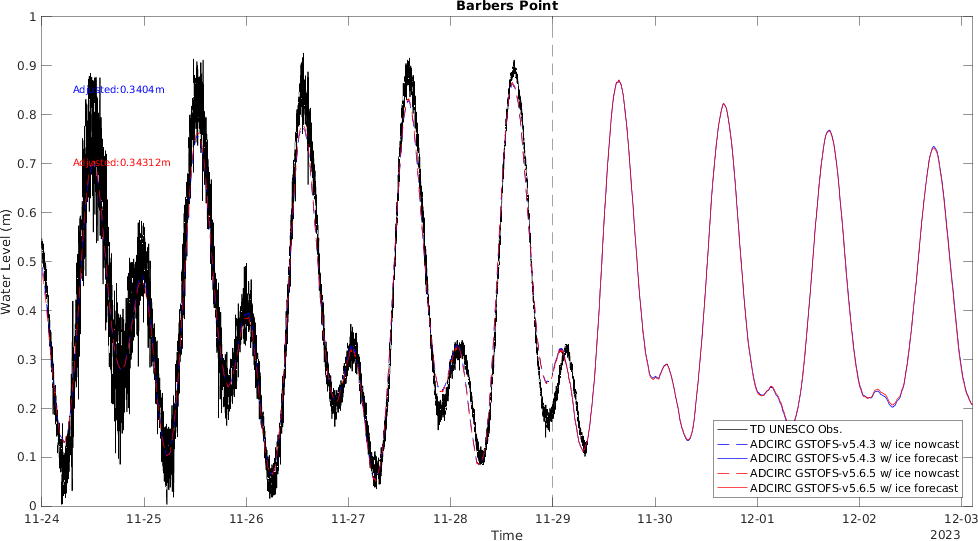 Barbers Point
1
0.9
0.8
0.7
0.6
0.5
0.4
0.3
0.2
0.1
0
Water Level (m)
Adjusted:0.3404m
Adjusted:0.34312m
TD UNESCO Obs.
ADCIRC GSTOFS-v5.4.3 w/ ice nowcast
ADCIRC GSTOFS-v5.4.3 w/ ice forecast
ADCIRC GSTOFS-v5.6.5 w/ ice nowcast
ADCIRC GSTOFS-v5.6.5 w/ ice forecast
11-24 11-25 11-26 11-27 11-28 11-29 11-30 12-01 12-02 12-03
Time 2023